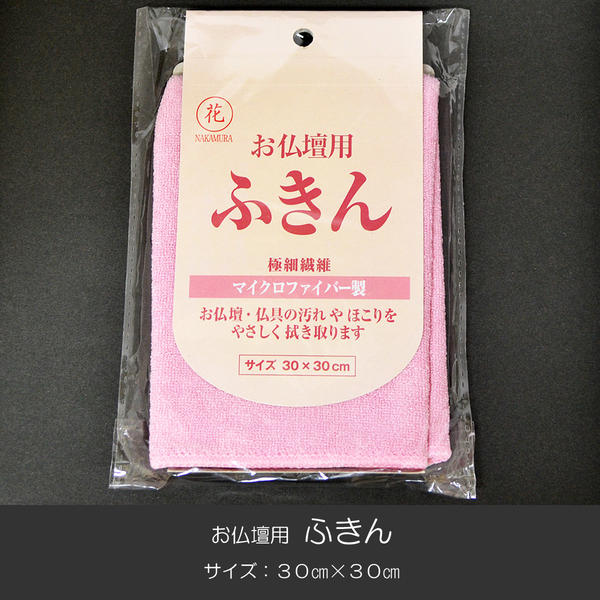 花
NAKAMURA
お仏壇用
ふきん
極細繊維
マイクロファイバー製
お仏壇・仏具の汚れ や ほこりを
やさしく拭き取ります
サイズ 30×30cm
お仏壇用 ふきん
サイズ：３０㎝×３０㎝